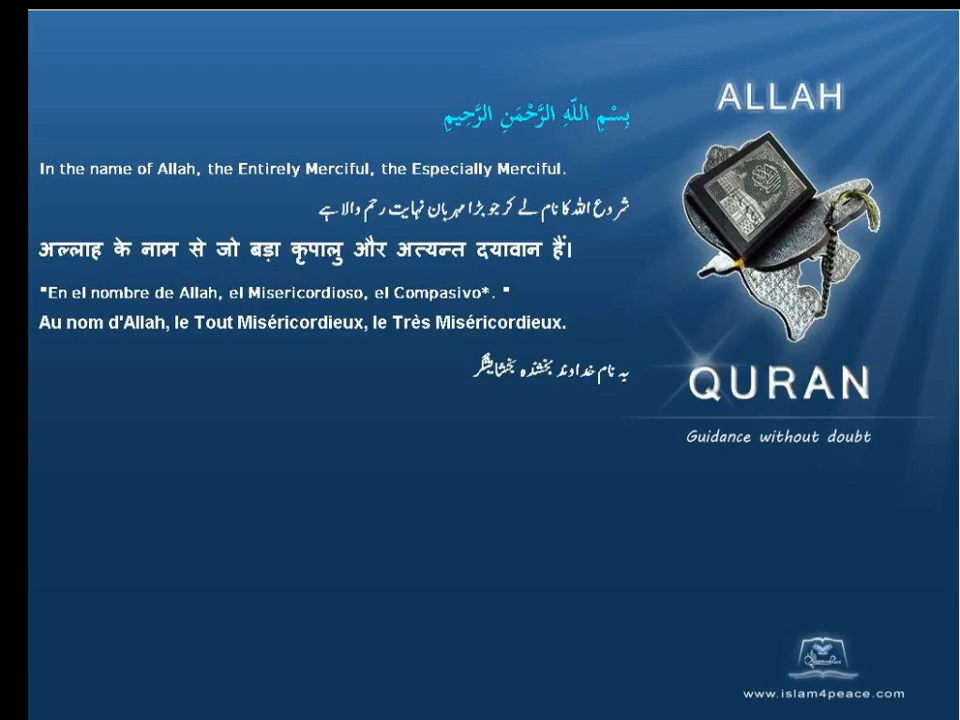 بِسْمِ اللَّهِ الرَّحْمَنِ الرَّحِيمِ
In the name of Allah, the Entirely Merciful, the Especially Merciful.
شروع الله کا نام لے کر جو بڑا مہربان نہایت رحم والا ہے
अल्लाह के नाम से जो बड़ा कृपालु और अत्यन्त दयावान हैं।
"En el nombre de Allah, el Misericordioso, el Compasivo*. "
Au nom d'Allah, le Tout Miséricordieux, le Très Miséricordieux.
به نام خداوند بخشنده بخشایشگر
ALLAH
QURAN
Guidance without doubt
www.islam4peace.com